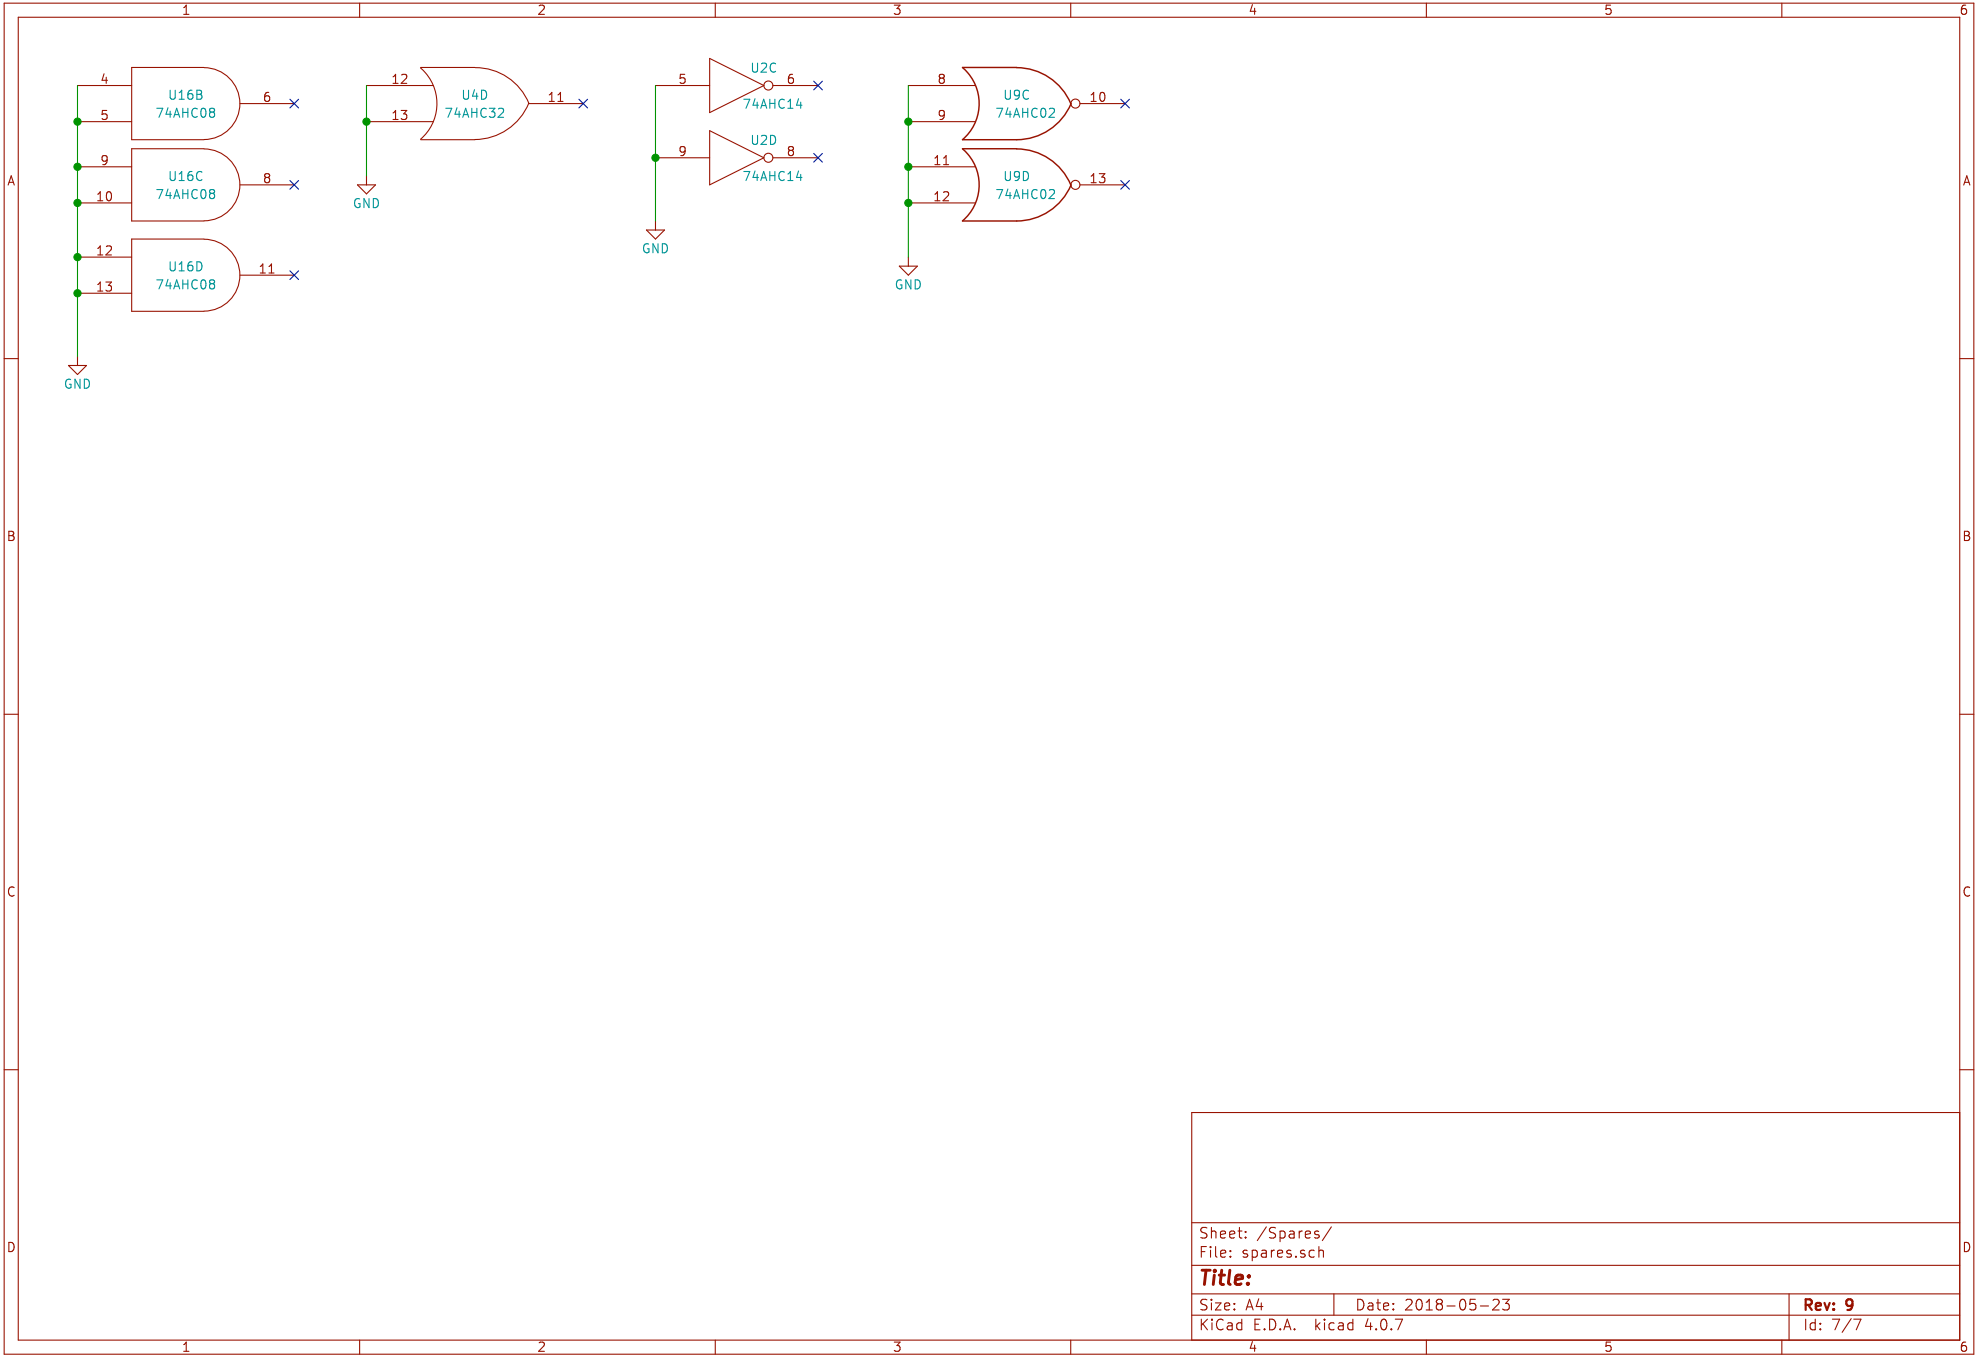 1 2 3 4 5 6
A
B
C
D
A
B
C
D
4
5
U16B
74AHC08
6
9
10
U16C
74AHC08
8
12
13
U16D
74AHC08
11
GND
12
13
U4D
74AHC32
11
GND
5
U2C
6
74AHC14
9
U2D
8
74AHC14
GND
8
9
U9C
74AHC02
10
11
12
U9D
74AHC02
13
GND
Sheet: /Spares/
File: spares.sch
Title:
Size: A4 Date: 2018-05-23 Rev: 9
KiCad E.D.A. kicad 4.0.7 Id: 7/7
1 2 3 4 5 6